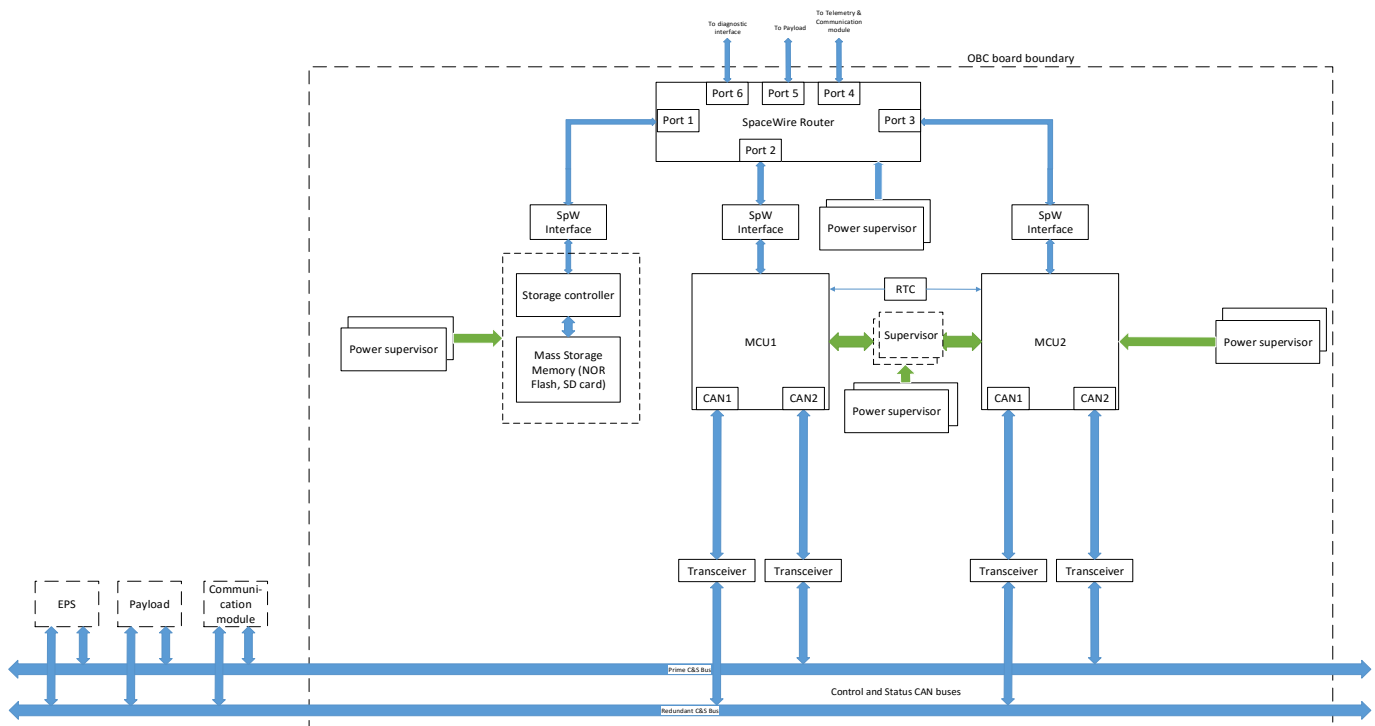 To diagnostic
interface
To Payload
To Telemetry &
Communication
module
OBC board boundary
Port 6
Port 5
Port 4
Port 1
SpaceWire Router
Port 3
Port 2
SpW
Interface
SpW
Interface
Power supervisor
SpW
Interface
Storage controller
RTC
Power supervisor
Mass Storage
Memory (NOR
Flash, SD card)
MCU1
Supervisor
MCU2
Power supervisor
CAN1
CAN2
Power supervisor
CAN1
CAN2
Transceiver
Transceiver
Transceiver
Transceiver
EPS
Payload
Communi-
cation
module
Prime C&S Bus
Control and Status CAN buses
Redundant C&S Bus